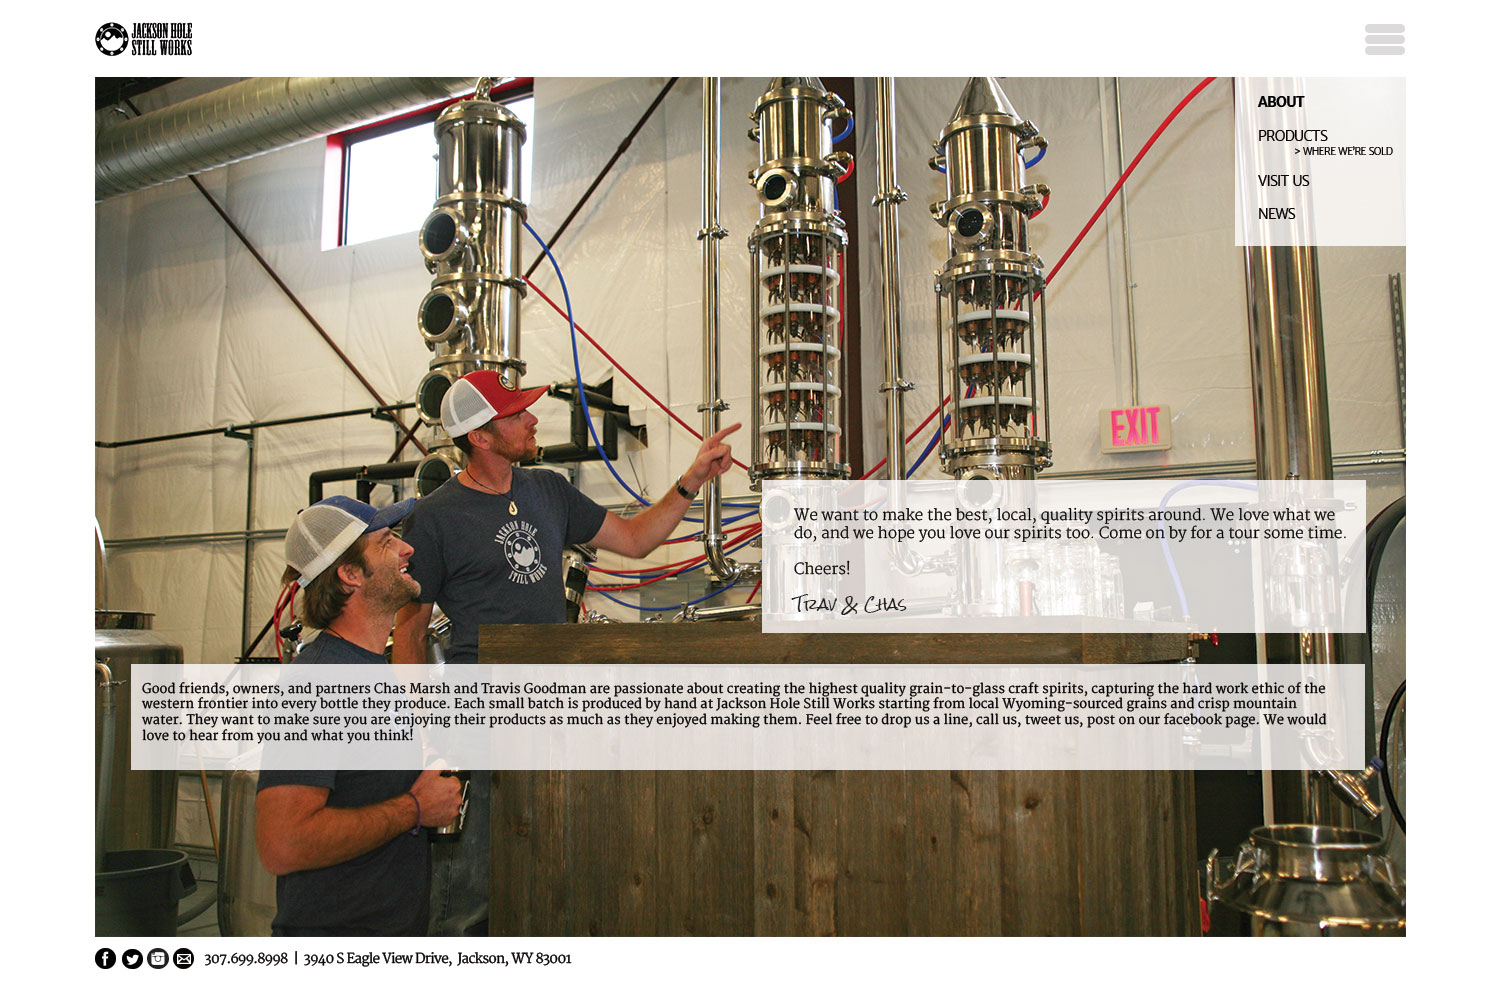 JACKSON HOLE
STILL WORKS
ABOUT
PRODUCTS
> WHERE WE'RE SOLD
VISIT US
NEWS
EXIT
JACKSON HOLE
STILL WORKS
We want to make the best, local, quality spirits around. We love what we
do, and we hope you love our spirits too. Come on by for a tour some time.
Cheers!
Trav & Chas
Good friends, owners, and partners Chas Marsh and Travis Goodman are passionate about creating the highest quality grain-to-glass craft spirits, capturing the hard work ethic of the
western frontier into every bottle they produce. Each small batch is produced by hand at Jackson Hole Still Works starting from local Wyoming-sourced grains and crisp mountain
water. They want to make sure you are enjoying their products as much as they enjoyed making them. Feel free to drop us a line, call us, tweet us, post on our facebook page. We would
love to hear from you and what you think!
307.699.8998 | 3940 S Eagle View Drive, Jackson, WY 83001